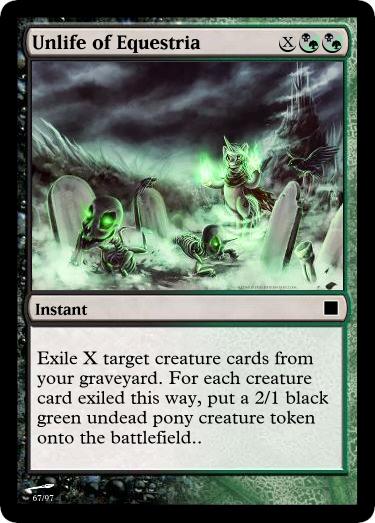 Unlife of Equestria X
Instant
Exile X target creature cards from
your graveyard. For each creature
card exiled this way, put a 2/1 black
green undead pony creature token
onto the battlefield..
67/97